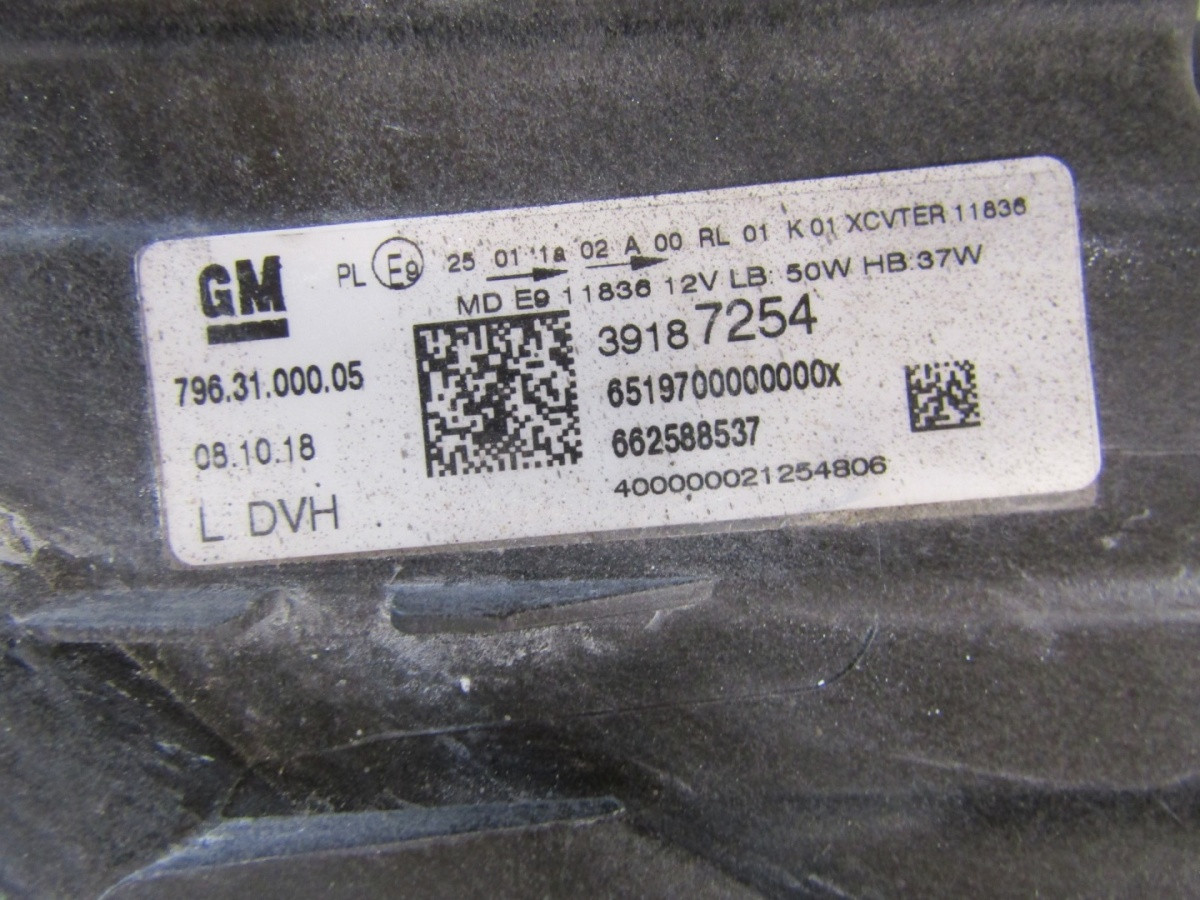 GM
PL E9 25 01 1a 02 A 00 RL 01 K 01 XCVTER 11836
MD E9 11836 12V LB: 50W HB:37W
39187254
796.31.000.05
6519700000000x
08.10.18
662588537
L DVH
400000021254806